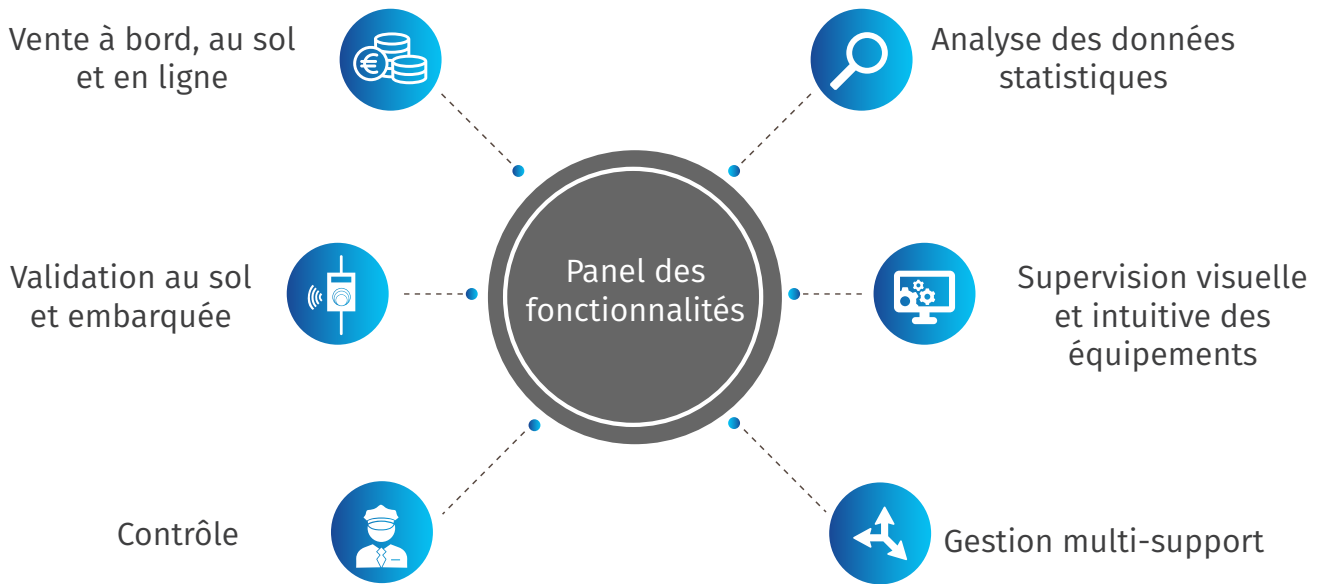 Vente à bord, au sol
et en ligne
Analyse des données
statistiques
Validation au sol
et embarquée
Panel des
fonctionnalités
Supervision visuelle
et intuitive des
équipements
Contrôle
Gestion multi-support